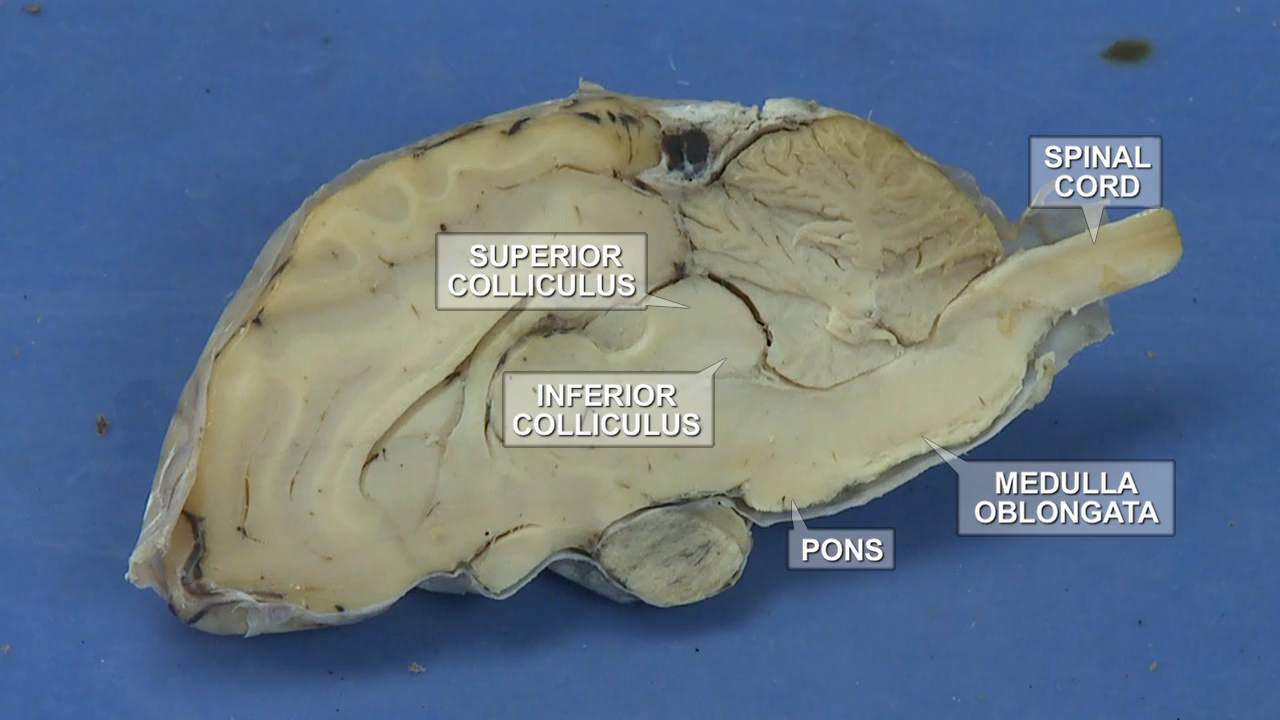 SPINAL
CORD
SUPERIOR
COLLICULUS
INFERIOR
COLLICULUS
MEDULLA
OBLONGATA
PONS